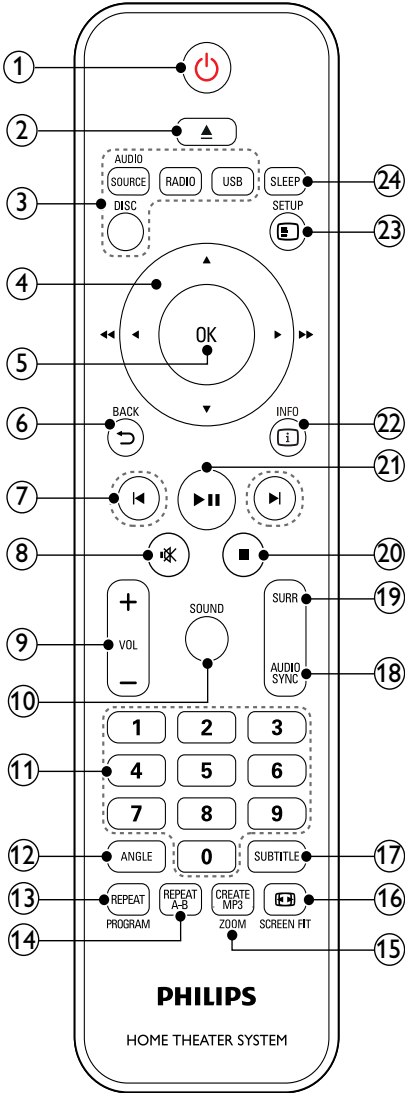 1
2
AUDIO
SOURCE RADIO USB SLEEP 24
3 DISC SETUP
23
4
OK
5
BACK INFO
6 i 22
21
7
8 20
+ SURR 19
SOUND
9 VOL
AUDIO SYNC 18
−
10
1 2 3
11 4 5 6
7 8 9
12 ANGLE 0 SUBTITLE 17
13 REPEAT REPEAT A-B CREATE MP3 16
PROGRAM ZOOM SCREEN FIT
14 15
PHILIPS
HOME THEATER SYSTEM